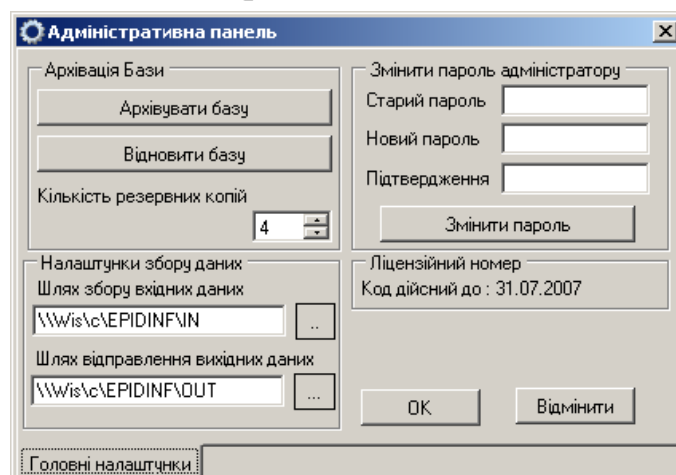 Адміністративна панель
Архівація Бази
Архівувати базу
Відновити базу
Кількість резервних копій
4
Змінити пароль адміністратору
Старий пароль
Новий пароль
Підтвердження
Змінити пароль
Налаштунки збору даних
Шлях збору вхідних даних
\\Wis\c\EPIDINF\IN
..
Шлях відправлення вихідних даних
\\Wis\c\EPIDINF\OUT
...
Ліцензійний номер
Код дійсний до : 31.07.2007
OK
Відмінити
Головні налаштунки